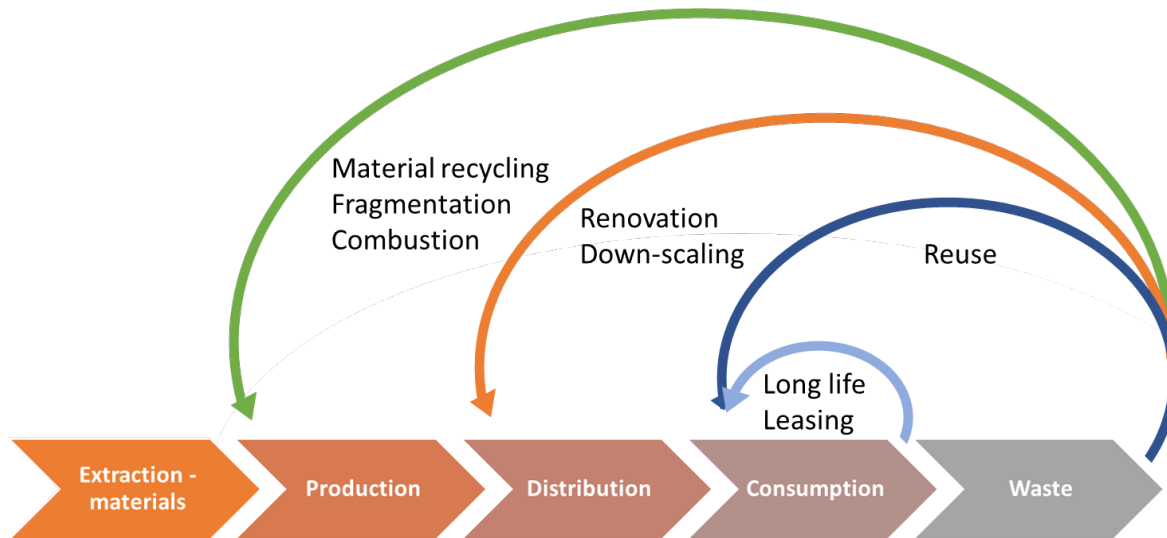 Material recycling
Fragmentation
Combustion
Renovation
Down-scaling
Reuse
Long life
Leasing
Extraction -
materials
Production
Distribution
Consumption
Waste